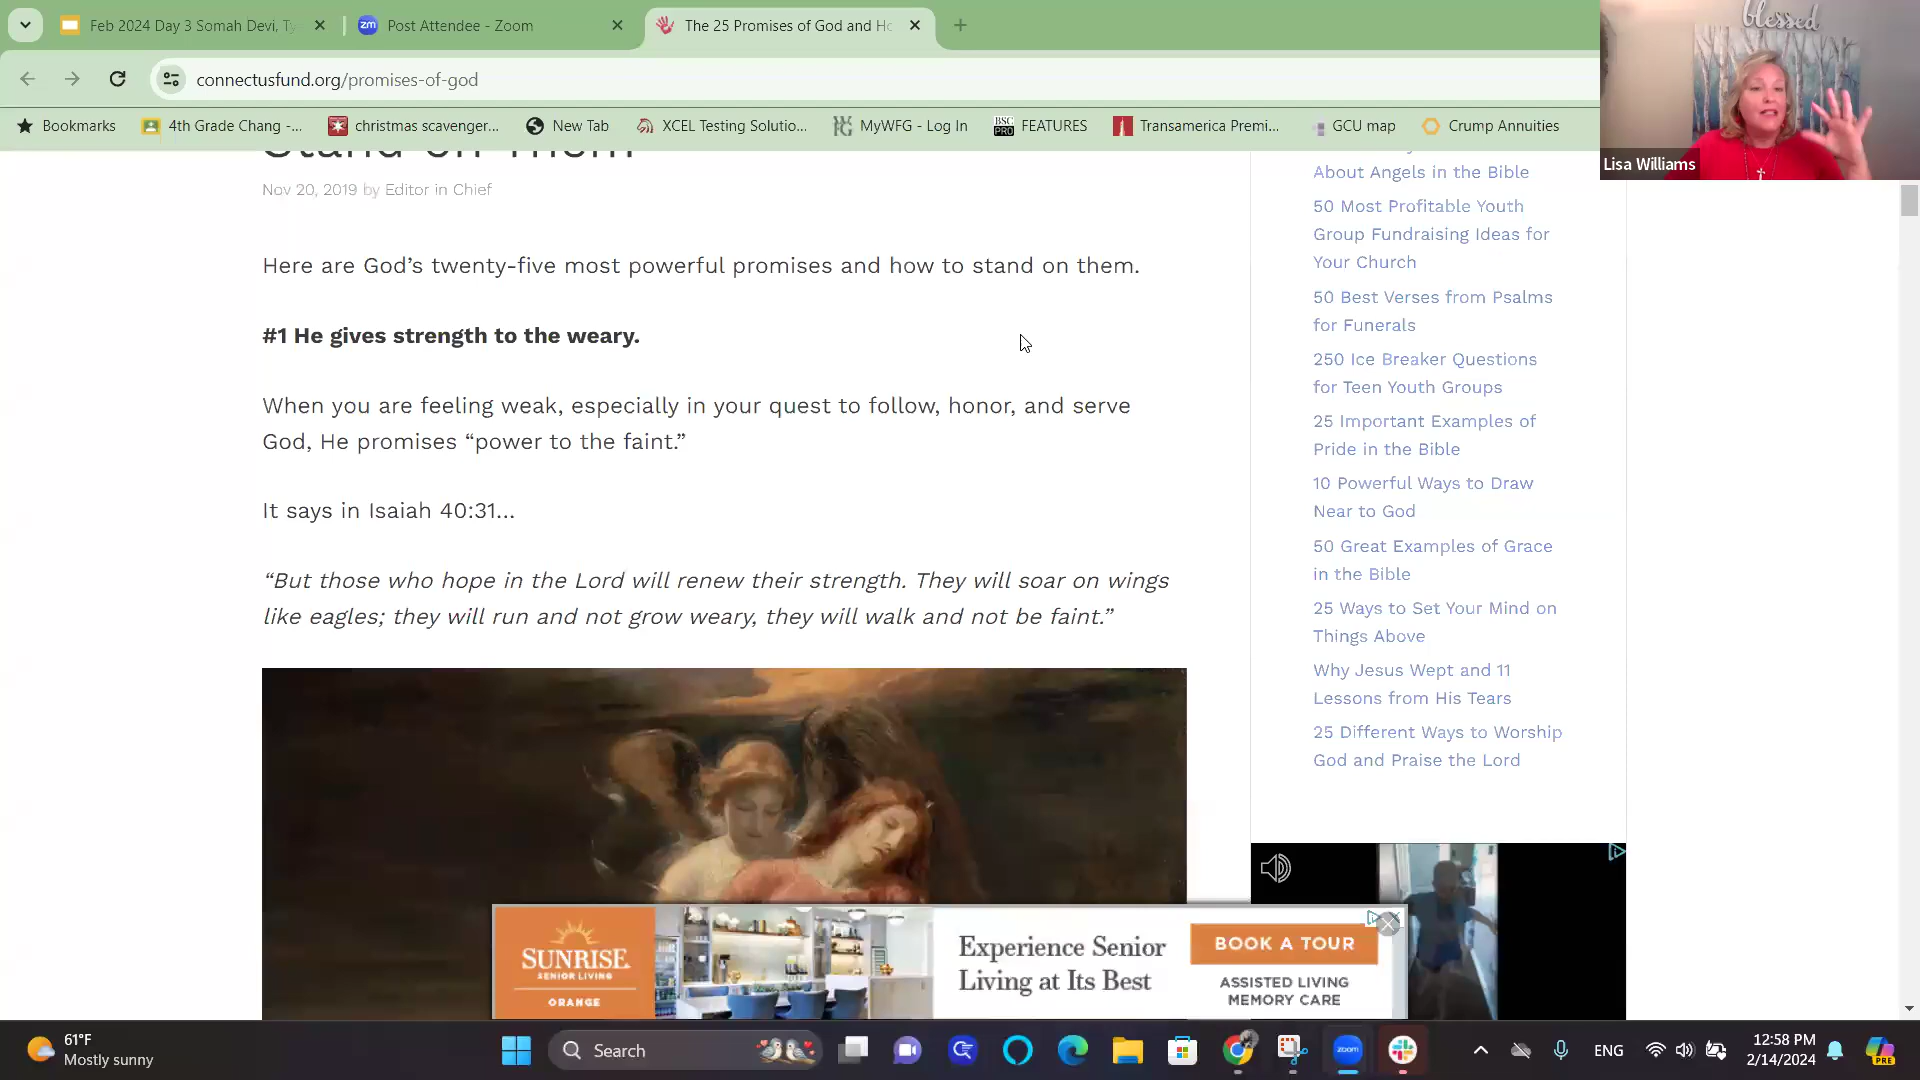 Feb 2024 Day 3 Somah Devi, Ty
Post Attendee - Zoom
The 25 Promises of God and Ho
blessed
connectusfund.org/promises-of-god
Bookmarks
4th Grade Chang -...
christmas scavenger...
New Tab
XCEL Testing Solutio...
MyWFG - Log In
BSC PRO
FEATURES
Transamerica Premi...
GCU map
Crump Annuities
Lisa Williams
Stand on Them
Nov 20, 2019 by Editor in Chief
Here are God’s twenty-five most powerful promises and how to stand on them.
#1 He gives strength to the weary.
When you are feeling weak, especially in your quest to follow, honor, and serve
God, He promises “power to the faint.”
It says in Isaiah 40:31…
“But those who hope in the Lord will renew their strength. They will soar on wings
like eagles; they will run and not grow weary, they will walk and not be faint.”
About Angels in the Bible
50 Most Profitable Youth
Group Fundraising Ideas for
Your Church
50 Best Verses from Psalms
for Funerals
250 Ice Breaker Questions
for Teen Youth Groups
25 Important Examples of
Pride in the Bible
10 Powerful Ways to Draw
Near to God
50 Great Examples of Grace
in the Bible
25 Ways to Set Your Mind on
Things Above
Why Jesus Wept and 11
Lessons from His Tears
25 Different Ways to Worship
God and Praise the Lord
SUNRISE
SENIOR LIVING
ORANGE
Experience Senior
Living at Its Best
BOOK A TOUR
ASSISTED LIVING
MEMORY CARE
61°F
Mostly sunny
Search
zoom
ENG
12:58 PM
2/14/2024
PRE